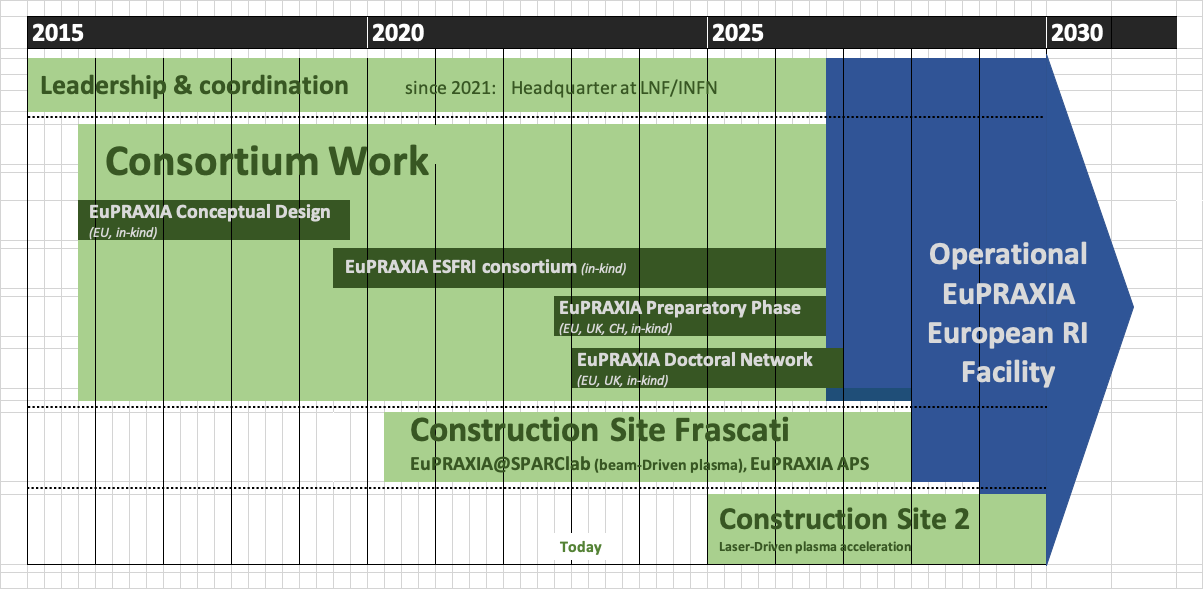 2015 2020 2025 2030
Leadership & coordination since 2021: Headquarter at LNF/INFN
Consortium Work
EuPRAXIA Conceptual Design
(EU, in-kind)
EuPRAXIA ESFRI consortium (in-kind)
EuPRAXIA Preparatory Phase
(EU, UK, CH, in-kind)
EuPRAXIA Doctoral Network
(EU, UK, in-kind)
Operational
EuPRAXIA
European RI
Facility
Construction Site Frascati
EuPRAXIA@SPARClab (beam-Driven plasma), EuPRAXIA APS
Construction Site 2
Laser-Driven plasma acceleration
Today